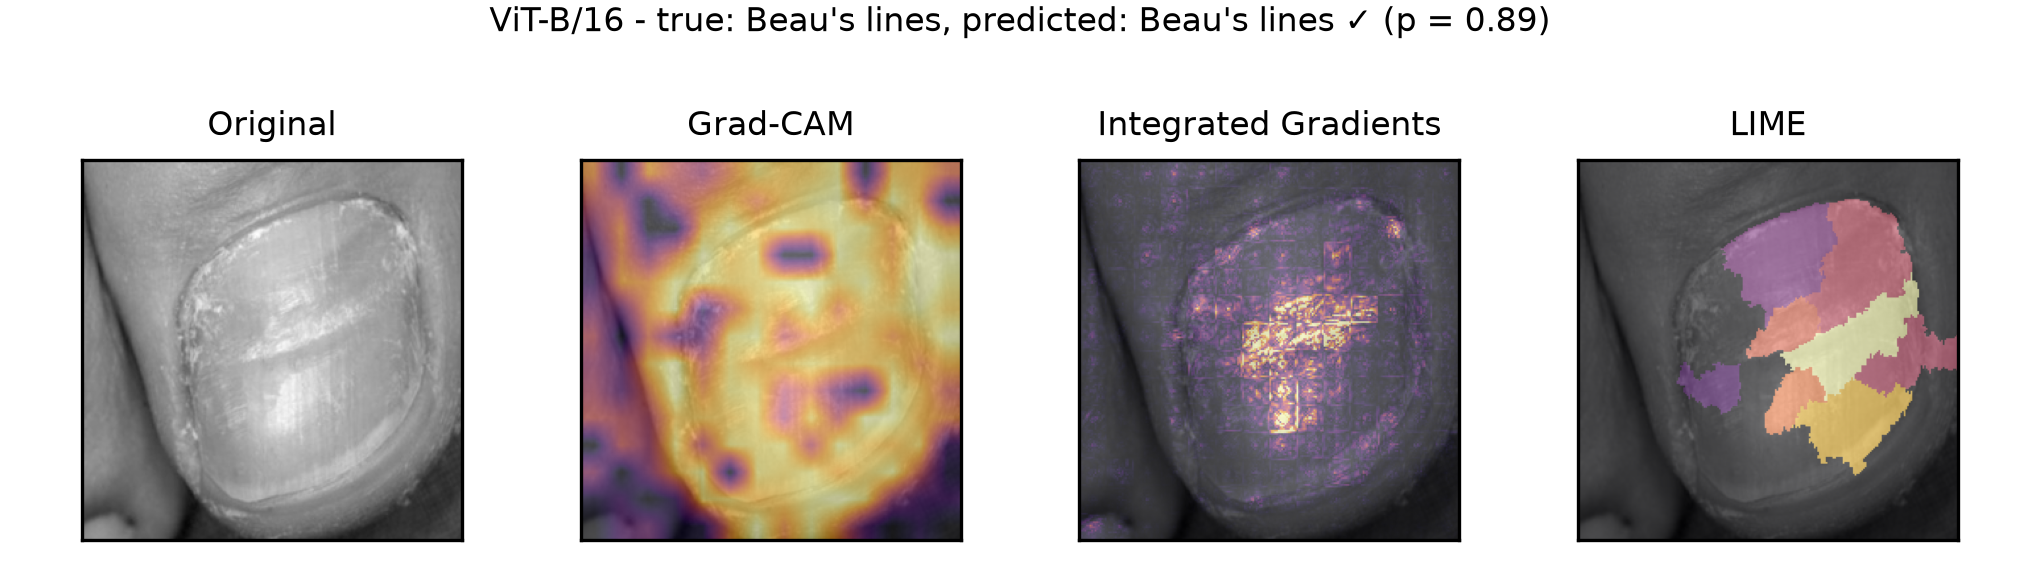 ViT-B/16 - true: Beau's lines, predicted: Beau's lines ✓ (p = 0.89)
Original
Grad-CAM
Integrated Gradients
LIME